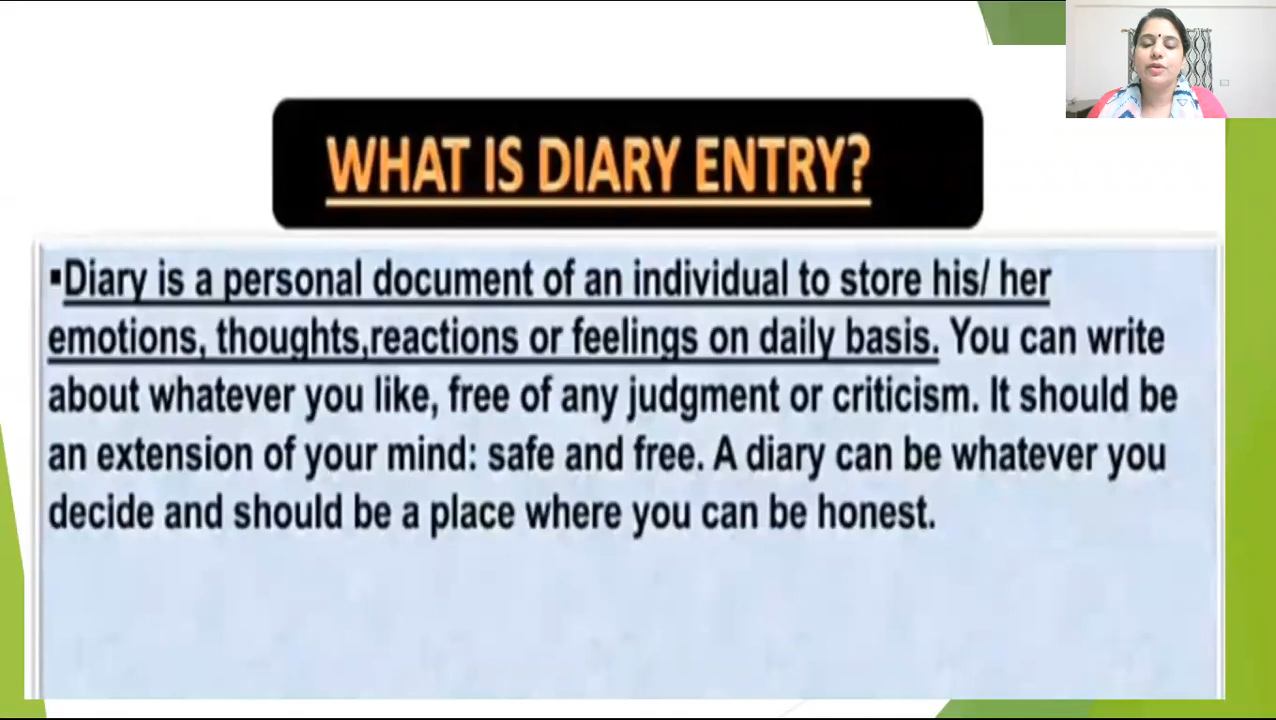 WHAT IS DIARY ENTRY?
▪Diary is a personal document of an individual to store his/ her
emotions, thoughts,reactions or feelings on daily basis. You can write
about whatever you like, free of any judgment or criticism. It should be
an extension of your mind: safe and free. A diary can be whatever you
decide and should be a place where you can be honest.